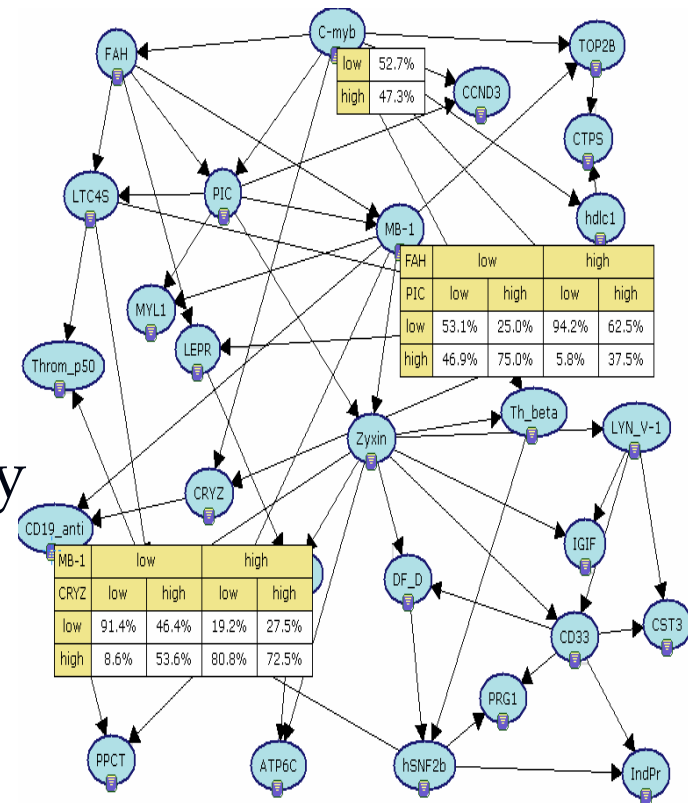 C-myb
FAH
TOP2B
low 52.7%
high 47.3%
CCND3
CTPS
LTC4S
PIC
hdlc1
MB-1
FAH low high
PIC low high low high
low 53.1% 25.0% 94.2% 62.5%
high 46.9% 75.0% 5.8% 37.5%
MYL1
LEPR
Throm_p50
Th_beta
LYN_V-1
Zyxin
y
CRYZ
CD19_anti
IGIF
MB-1 low high
CRYZ low high low high
low 91.4% 46.4% 19.2% 27.5%
high 8.6% 53.6% 80.8% 72.5%
DF_D
CD33
CST3
PRG1
PPCT
ATP6C
hSNF2b
IndPr